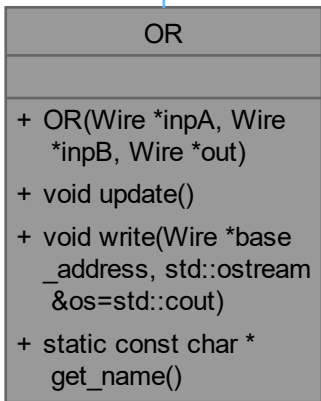 OR
+ OR(Wire *inpA, Wire
*inpB, Wire *out)
+ void update()
+ void write(Wire *base
_address, std::ostream
&os=std::cout)
+ static const char *
get_name()